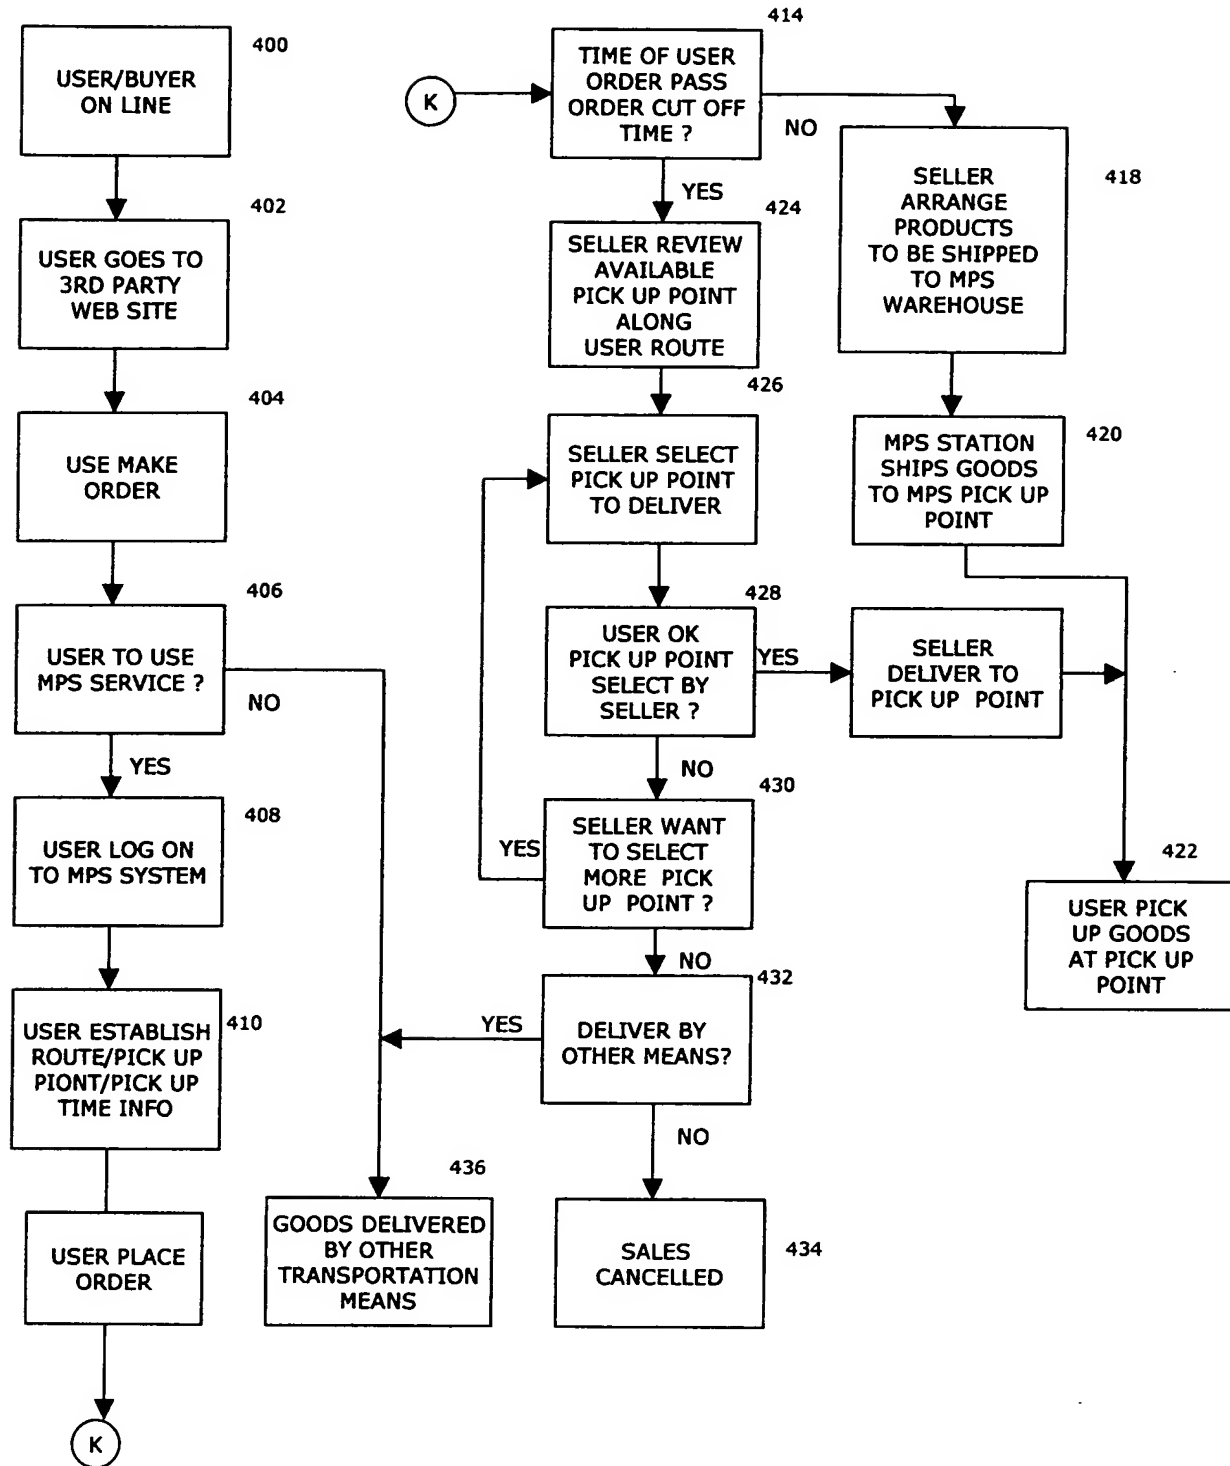 400
USER/BUYER
ON LINE
402
USER GOES TO
3RD PARTY
WEB SITE
404
USE MAKE
ORDER
406
USER TO USE
MPS SERVICE ?
NO
YES
408
USER LOG ON
TO MPS SYSTEM
410
USER ESTABLISH
ROUTE/PICK UP
PIONT/PICK UP
TIME INFO
USER PLACE
ORDER
K
436
GOODS DELIVERED
BY OTHER
TRANSPORTATION
MEANS
K
414
TIME OF USER
ORDER PASS
ORDER CUT OFF
TIME ?
NO
YES
424
SELLER REVIEW
AVAILABLE
PICK UP POINT
ALONG
USER ROUTE
426
SELLER SELECT
PICK UP POINT
TO DELIVER
428
USER OK
PICK UP POINT
SELECT BY
SELLER ?
YES
NO
430
SELLER WANT
TO SELECT
MORE PICK
UP POINT ?
YES
NO
432
DELIVER BY
OTHER MEANS?
YES
NO
434
SALES
CANCELLED
418
SELLER
ARRANGE
PRODUCTS
TO BE SHIPPED
TO MPS
WAREHOUSE
420
MPS STATION
SHIPS GOODS
TO MPS PICK UP
POINT
SELLER
DELIVER TO
PICK UP POINT
422
USER PICK
UP GOODS
AT PICK UP
POINT